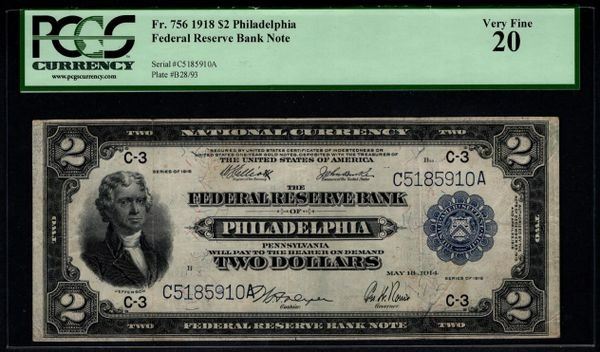 PCGS
CURRENCY
www.pcgscurrency.com
Fr. 756 1918 $2 Philadelphia
Federal Reserve Bank Note
Serial #C5185910A
Plate #B28/93
Very Fine
20
TWO
NATIONAL CURRENCY
TWO
2
C-3
SECURED BY UNITED STATES CERTIFICATES OF INDEBTEDNESS OR
UNITED STATES ONE-YEAR GOLD NOTES, DEPOSITED WITH THE TREASURER OF
THE UNITED STATES OF AMERICA
C-3
2
SERIES OF 1918
C5185910A
THE
FEDERAL RESERVE BANK
OF
PHILADELPHIA
PENNSYLVANIA
WILL PAY TO THE BEARER ON DEMAND
TWO DOLLARS
MAY 18, 2014
SERIES OF 1918
JEFFERSON
C5185910A
Cashier.
Governor.
2
C-3
C-3
2
TWO
FEDERAL RESERVE BANK NOTE
TWO